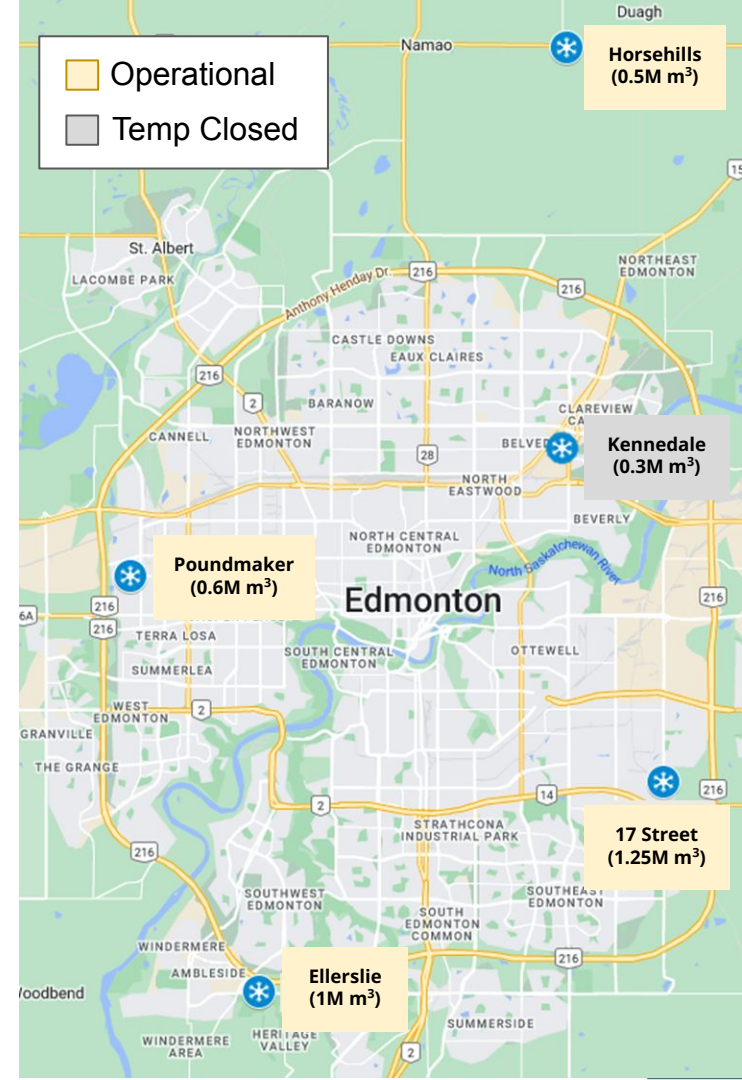 Duagh
Operational
Namao
Horsehills
(0.5M m³)
Temp Closed
15
St. Albert
NORTHEAST
EDMONTON
LACOMBE PARK
Anthony Henday Dr
216
216
CASTLE DOWNS
EAUX CLAIRES
216
2
BARANOW
CLAREVIEW
CA
CANNELL
NORTHWEST
EDMONTON
BELVED
Kennedale
(0.3M m³)
28
NORTH
EASTWOOD
BEVERLY
NORTH CENTRAL
EDMONTON
North Saskatchewan River
Poundmaker
(0.6M m³)
Edmonton
216
216
6A
216
TERRA LOSA
SOUTH CENTRAL
EDMONTON
OTTEWELL
SUMMERLEA
WEST
EDMONTON
2
GRANVILLE
THE GRANGE
216
14
2
STRATHCONA
INDUSTRIAL PARK
17 Street
(1.25M m³)
216
SOUTHWEST
EDMONTON
SOUTHEAST
EDMONTON
SOUTH
EDMONTON
COMMON
WINDERMERE
216
AMBLESIDE
Ellerslie
(1M m³)
Woodbend
SUMMERSIDE
HERITAGE
VALLEY
WINDERMERE
AREA
2